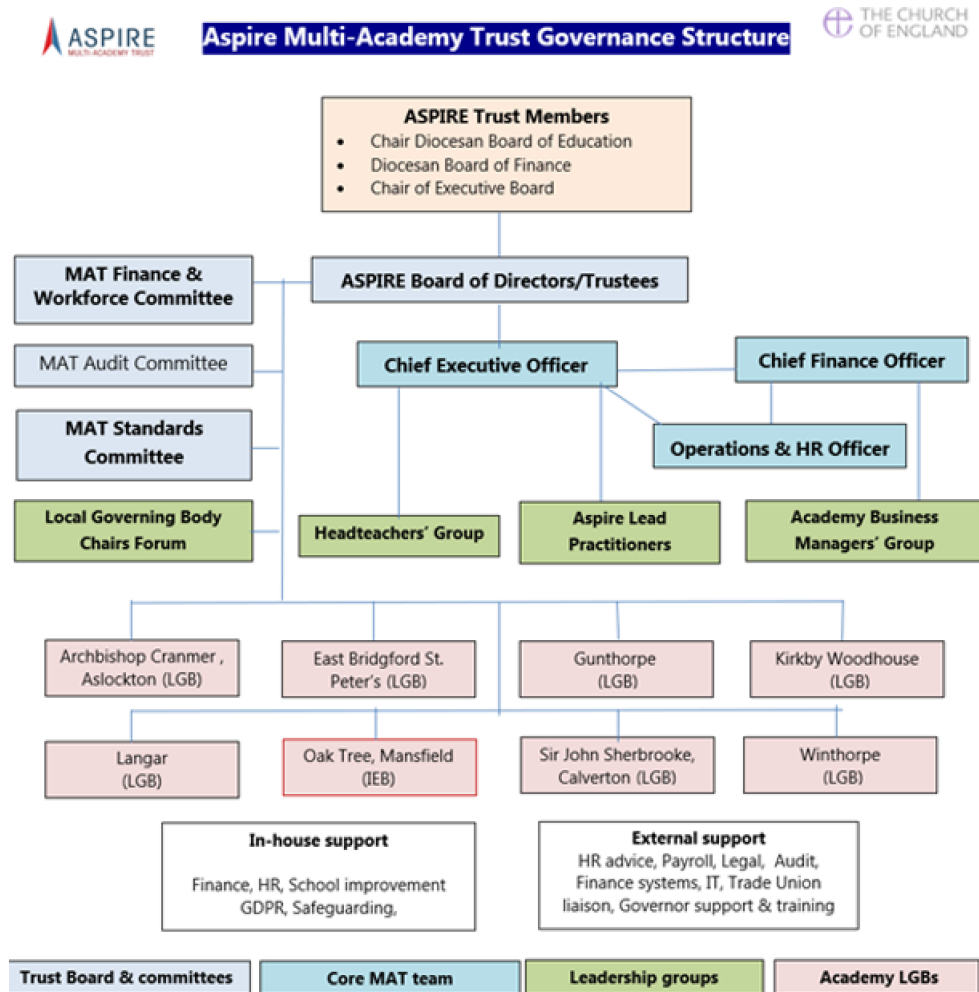 ASPIRE
MULTI-ACADEMY TRUST
Aspire Multi-Academy Trust Governance Structure
THE CHURCH
OF ENGLAND
ASPIRE Trust Members
• Chair Diocesan Board of Education
• Diocesan Board of Finance
• Chair of Executive Board
MAT Finance &
Workforce Committee
ASPIRE Board of Directors/Trustees
MAT Audit Committee
Chief Executive Officer
Chief Finance Officer
MAT Standards
Committee
Operations & HR Officer
Local Governing Body
Chairs Forum
Headteachers' Group
Aspire Lead
Practitioners
Academy Business
Managers' Group
Archbishop Cranmer ,
Aslockton (LGB)
East Bridgford St.
Peter's (LGB)
Gunthorpe
(LGB)
Kirkby Woodhouse
(LGB)
Langar
(LGB)
Oak Tree, Mansfield
(IEB)
Sir John Sherbrooke,
Calverton (LGB)
Winthorpe
(LGB)
In-house support
Finance, HR, School improvement
GDPR, Safeguarding,
External support
HR advice, Payroll, Legal, Audit,
Finance systems, IT, Trade Union
liaison, Governor support & training
Trust Board & committees
Core MAT team
Leadership groups
Academy LGBs